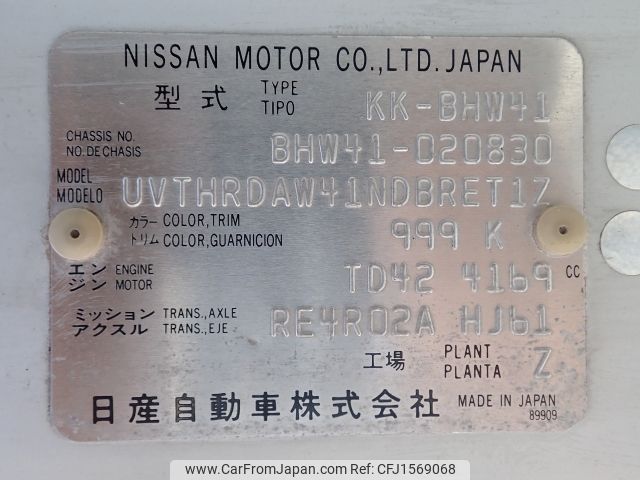 NISSAN MOTOR CO.,LTD. JAPAN
型式 TYPE TIPO KK-BHW41
CHASSIS NO. NO. DE CHASIS BHW41-020830
MODEL MODELO UVTHRDAW41NDBRET1Z
カラー COLOR,TRIM
トリム COLOR,GUARNICION 999 K
エンジン ENGINE MOTOR TD42 4169 CC
ミッション TRANS.,AXLE
アクスル TRANS.,EJE RE4R02A HJ61
工場 PLANT PLANTA Z
日産自動車株式会社 MADE IN JAPAN
89909
www.CarFromJapan.com - CFJ1569068